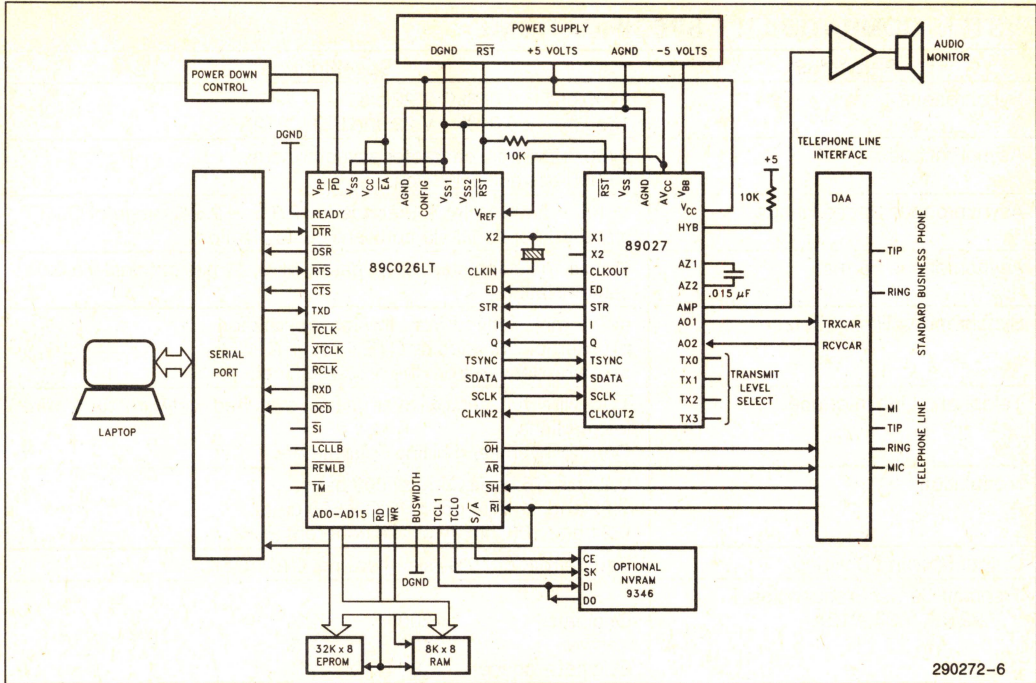 POWER SUPPLY
DGND RST +5 VOLTS AGND -5 VOLTS
AUDIO
MONITOR
POWER DOWN
CONTROL
DGND
10K
+5
10K
TELEPHONE LINE
INTERFACE
VPP
PD
VSS
VCC
EA
AGND
CONFIG
VSS1
VSS2
RST
READY
DTR
DSR
RTS
CTS
TXD
TCLK
XTCLK
RCLK
RXD
DCD
SI
LCLLB
REMLB
TM
89C026LT
VREF
X2
CLKIN
ED
STR
I
Q
TSYNC
SDATA
SCLK
CLKIN2
OH
AR
SH
RI
AD0-AD15
RD
WR
BUSWIDTH
TCL1
TCL0
S/A
RST
VSS
AGND
AVCC
VBB
89027
X1
X2
CLKOUT
ED
STR
I
Q
TSYNC
SDATA
SCLK
CLKOUT2
VCC
HYB
AZ1
AZ2
AMP
AO1
AO2
TX0
TX1
TX2
TX3
.015 µF
TRANSMIT
LEVEL
SELECT
DAA
TRXCAR
RCVCAR
TIP
RING
STANDARD BUSINESS PHONE
MI
TIP
RING
MIC
TELEPHONE LINE
SERIAL
PORT
LAPTOP
DGND
CE
SK
DI
DO
OPTIONAL
NVRAM
9346
32K x 8
EPROM
8K x 8
RAM
290272-6